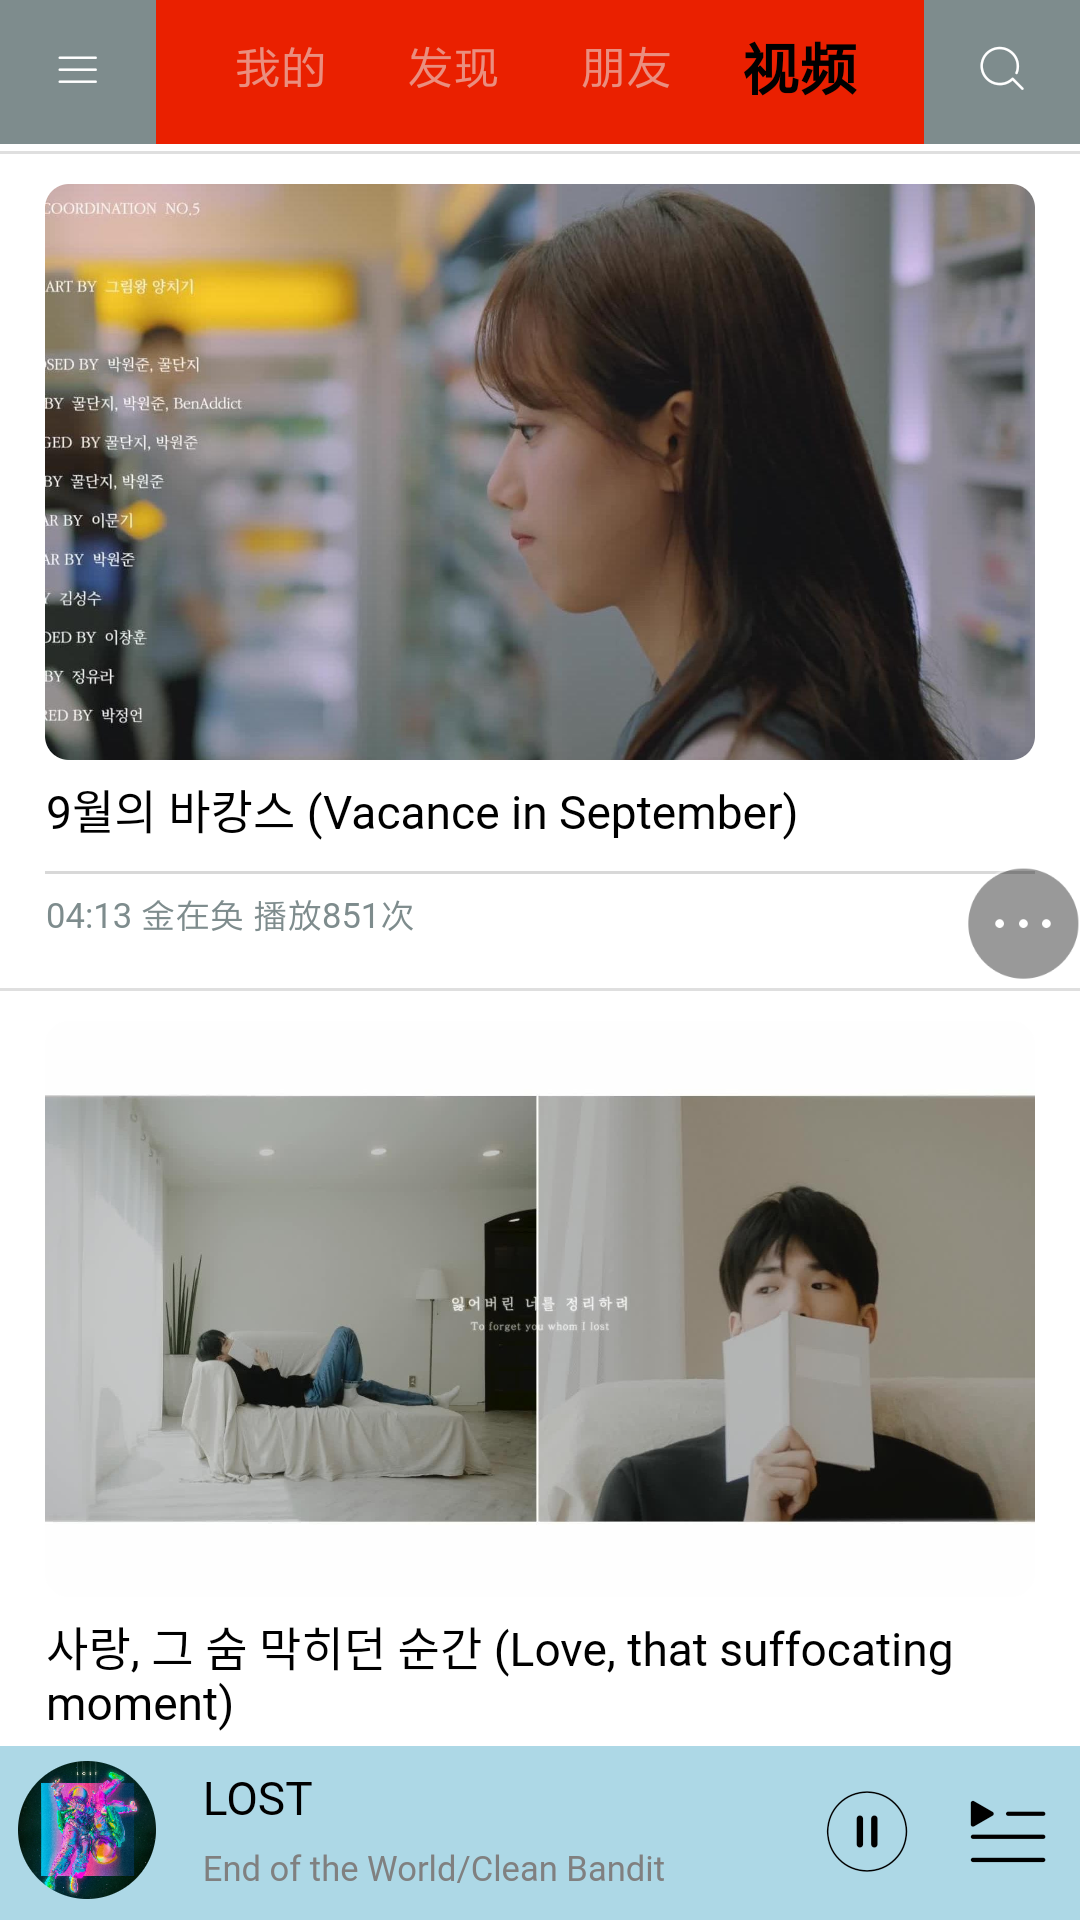 我的 发现 朋友 视频
COORDINATION NO.5
ART BY 그림왕 양치기
OSED BY 박원준, 꿀단지
BY 꿀단지, 박원준, BenAddict
GED BY 꿀단지, 박원준
BY 꿀단지, 박원준
AR BY 이문기
AR BY 박원준
Y 김성수
DED BY 이창훈
BY 정유라
RED BY 박정언
9월의 바캉스 (Vacance in September)
04:13 金在奂 播放851次
잃어버린 너를 정리하려
To forget you whom I lost
사랑, 그 숨 막히던 순간 (Love, that suffocating
moment)
LOST
LOST
End of the World/Clean Bandit